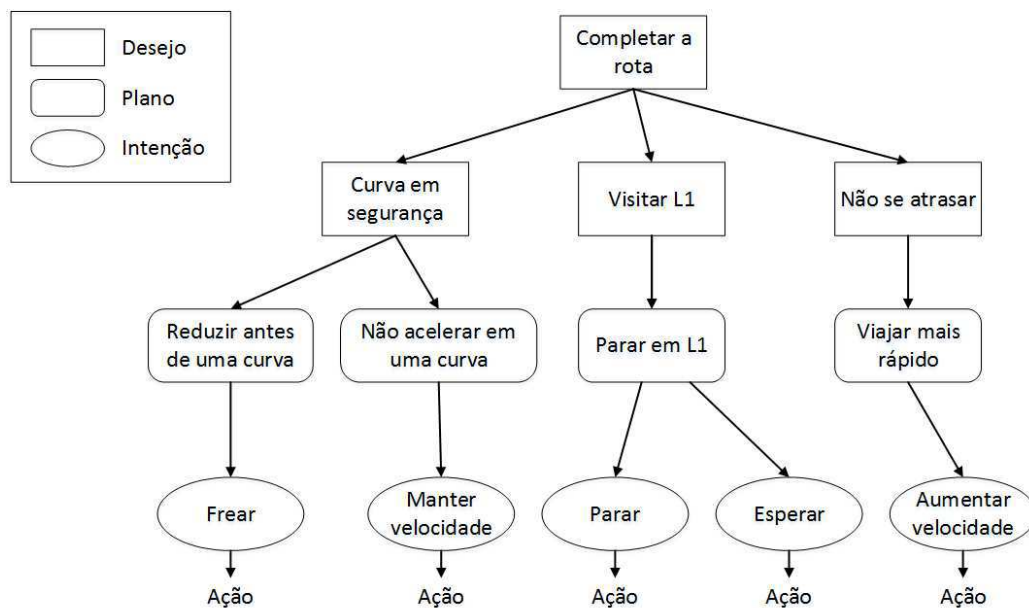 Desejo
Plano
Intenção
Completar a
rota
Curva em
segurança
Visitar L1
Não se atrasar
Reduzir antes
de uma curva
Não acelerar em
uma curva
Parar em L1
Viajar mais
rápido
Frear
Manter
velocidade
Parar
Esperar
Aumentar
velocidade
Ação
Ação
Ação
Ação
Ação